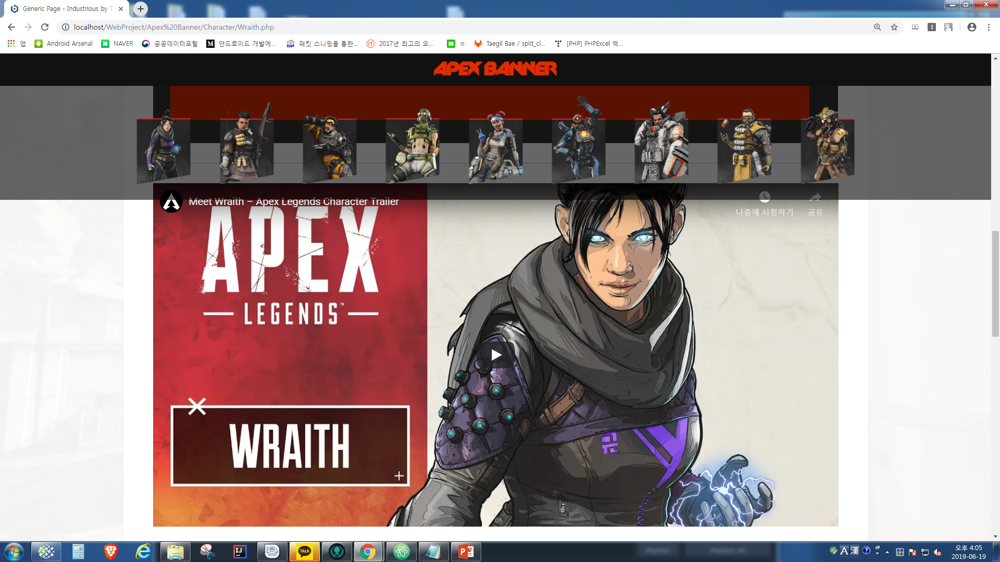 Generic Page - Industrious by T
localhost/WebProject/Apex%20Banner/Character/Wraith.php
앱
Android Arsenal
NAVER
공공데이터포털
안드로이드 개발에...
패킷 스니핑을 통한...
2017년 최고의 오...
ㅇ
Taegil Bae / split_cl...
[PHP] PHPExcel 엑...
APEX BANNER
Meet Wraith – Apex Legends Character Trailer
나중에 시청하기
공유
APEX
LEGENDS™
WRAITH
IJ
TALK
A 漢
오후 4:05
2019-06-19